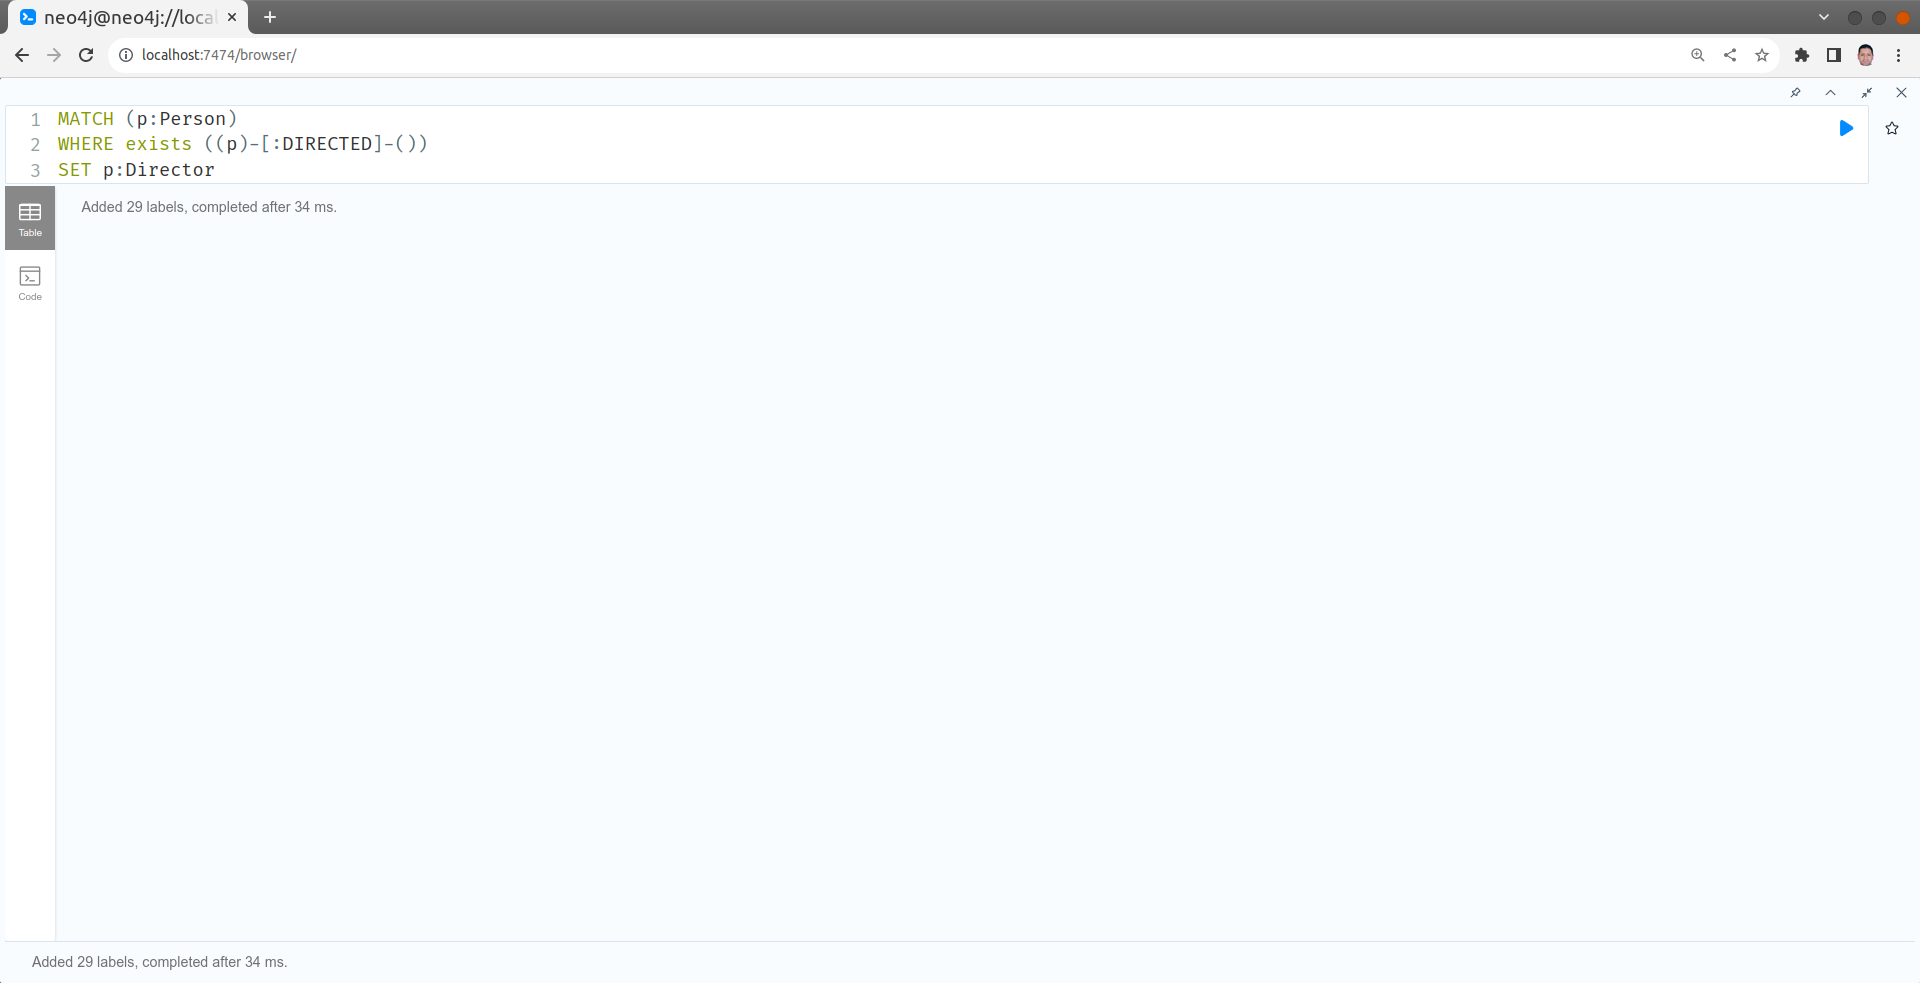 neo4j@neo4j://local
localhost:7474/browser/
1 MATCH (p:Person)
2 WHERE exists ((p)-[:DIRECTED]-())
3 SET p:Director
Table
Added 29 labels, completed after 34 ms.
Code
Added 29 labels, completed after 34 ms.